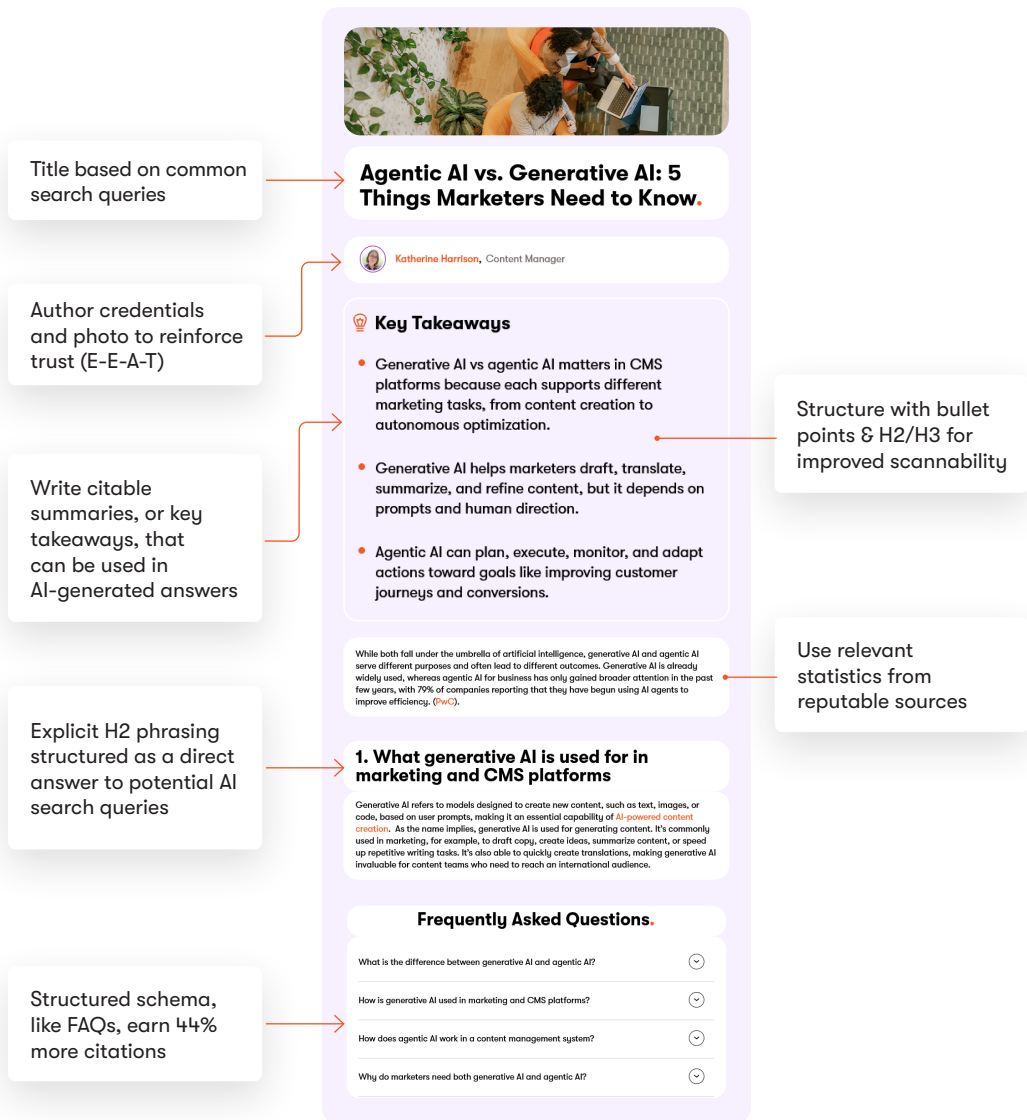 Title based on common
search queries
Agentic AI vs. Generative AI: 5
Things Marketers Need to Know.
Katherine Harrison, Content Manager
Author credentials
and photo to reinforce
trust (E-E-A-T)
Key Takeaways
Generative AI vs agentic AI matters in CMS
platforms because each supports different
marketing tasks, from content creation to
autonomous optimization.
Structure with bullet
points & H2/H3 for
improved scannability
Write citable
summaries, or key
takeaways, that
can be used in
AI-generated answers
Generative AI helps marketers draft, translate,
summarize, and refine content, but it depends on
prompts and human direction.
Agentic AI can plan, execute, monitor, and adapt
actions toward goals like improving customer
journeys and conversions.
While both fall under the umbrella of artificial intelligence, generative AI and agentic AI
serve different purposes and often lead to different outcomes. Generative AI is already
widely used, whereas agentic AI for business has only gained broader attention in the past
few years, with 79% of companies reporting that they have begun using AI agents to
improve efficiency. (PwC).
Use relevant
statistics from
reputable sources
Explicit H2 phrasing
structured as a direct
answer to potential AI
search queries
1. What generative AI is used for in
marketing and CMS platforms
Generative AI refers to models designed to create new content, such as text, images, or
code, based on user prompts, making it an essential capability of AI-powered content
creation. As the name implies, generative AI is used for generating content. It's commonly
used in marketing, for example, to draft copy, create ideas, summarize content, or speed
up repetitive writing tasks. It's also able to quickly create translations, making generative AI
invaluable for content teams who need to reach an international audience.
Frequently Asked Questions.
What is the difference between generative AI and agentic AI?
How is generative AI used in marketing and CMS platforms?
How does agentic AI work in a content management system?
Why do marketers need both generative AI and agentic AI?
Structured schema,
like FAQs, earn 44%
more citations